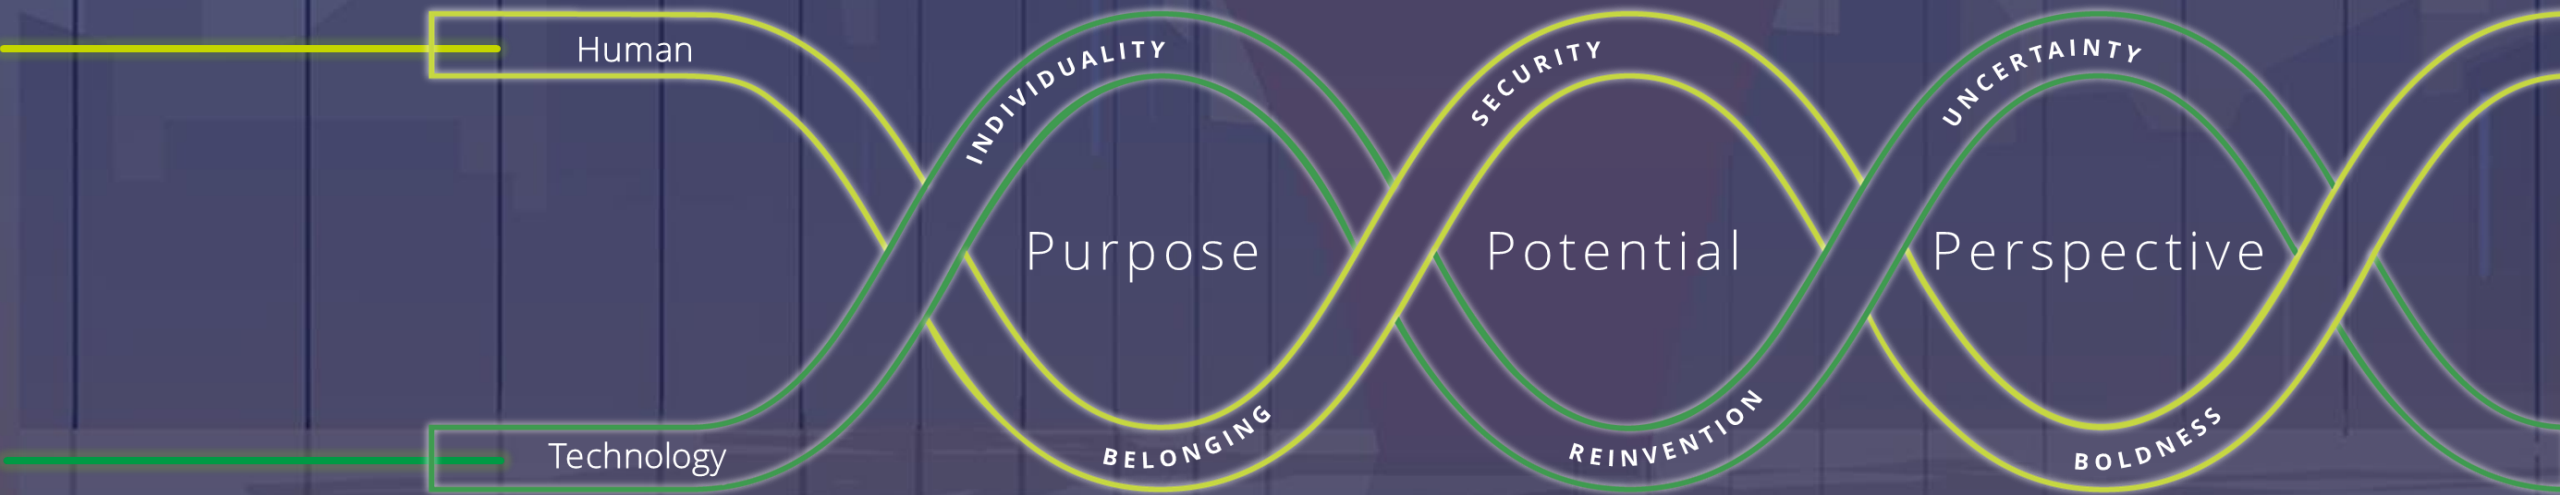 Human
INDIVIDUALITY
SECURITY
UNCERTAINTY
Purpose
Potential
Perspective
Technology
BELONGING
REINVENTION
BOLDNESS